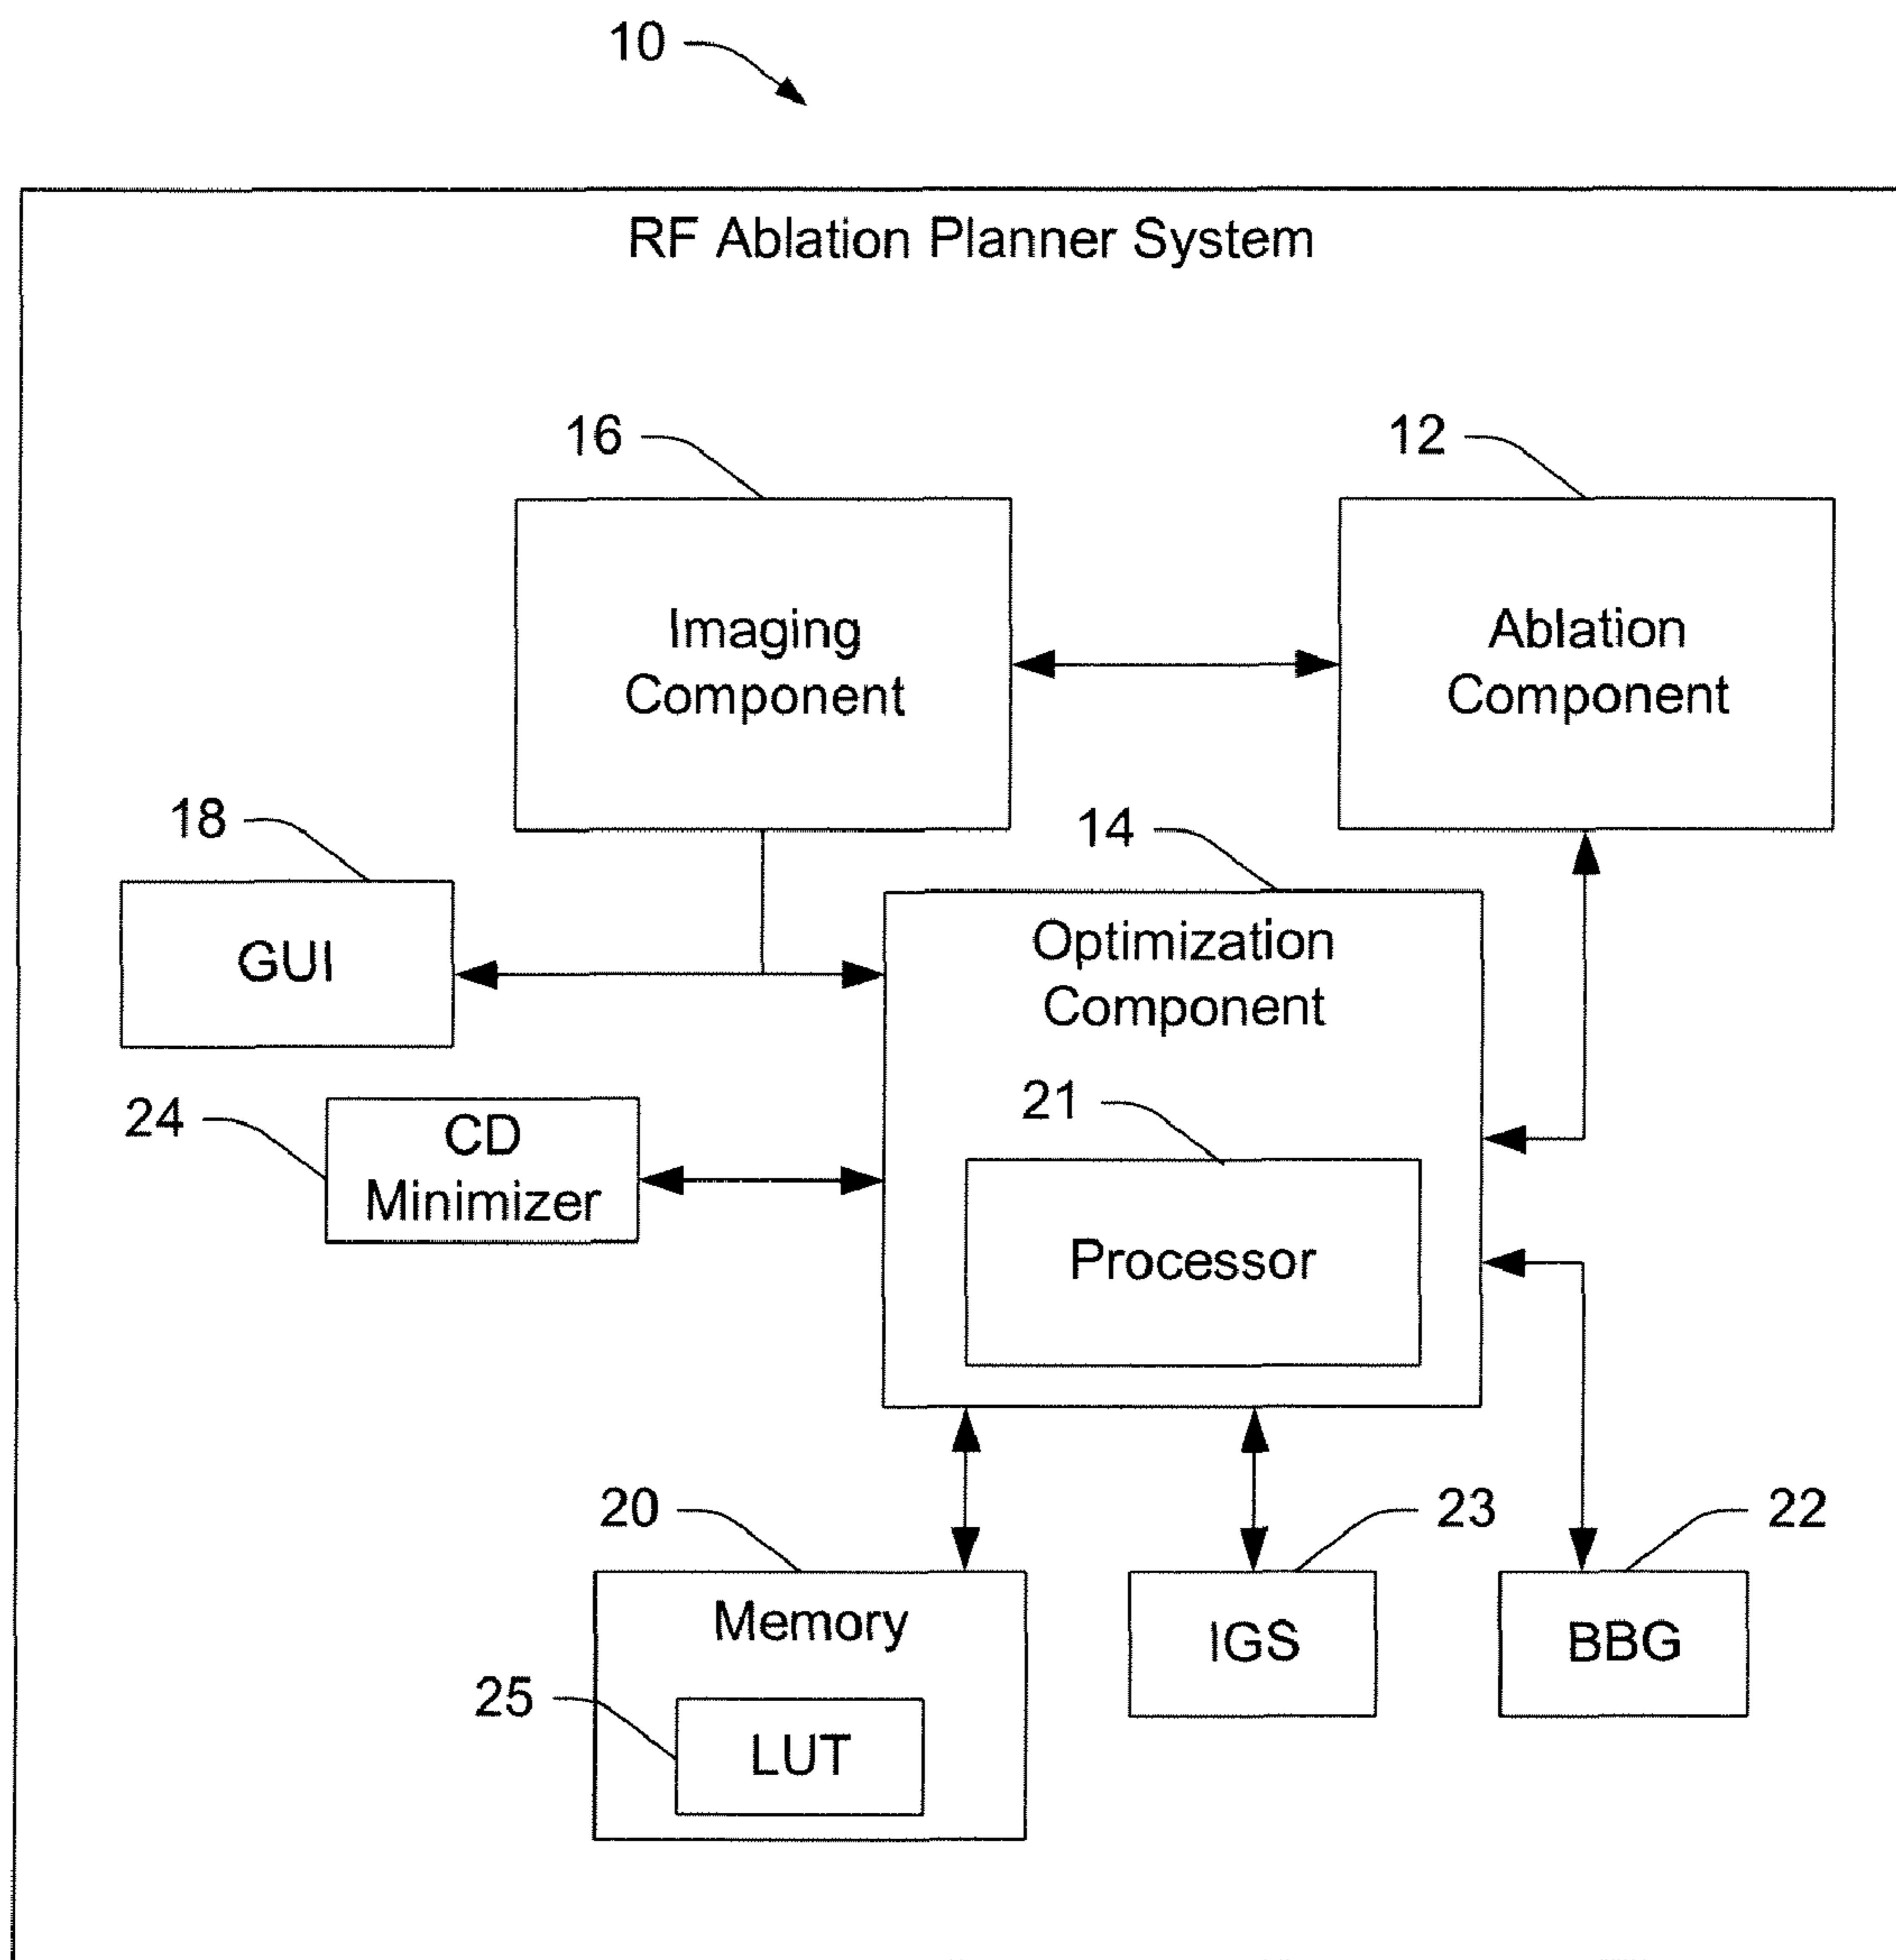 10
RF Ablation Planner System
16
12
Imaging
Component
Ablation
Component
18
14
GUI
Optimization
Component
24
CD
Minimizer
21
Processor
20
23
22
Memory
IGS
BBG
25
LUT